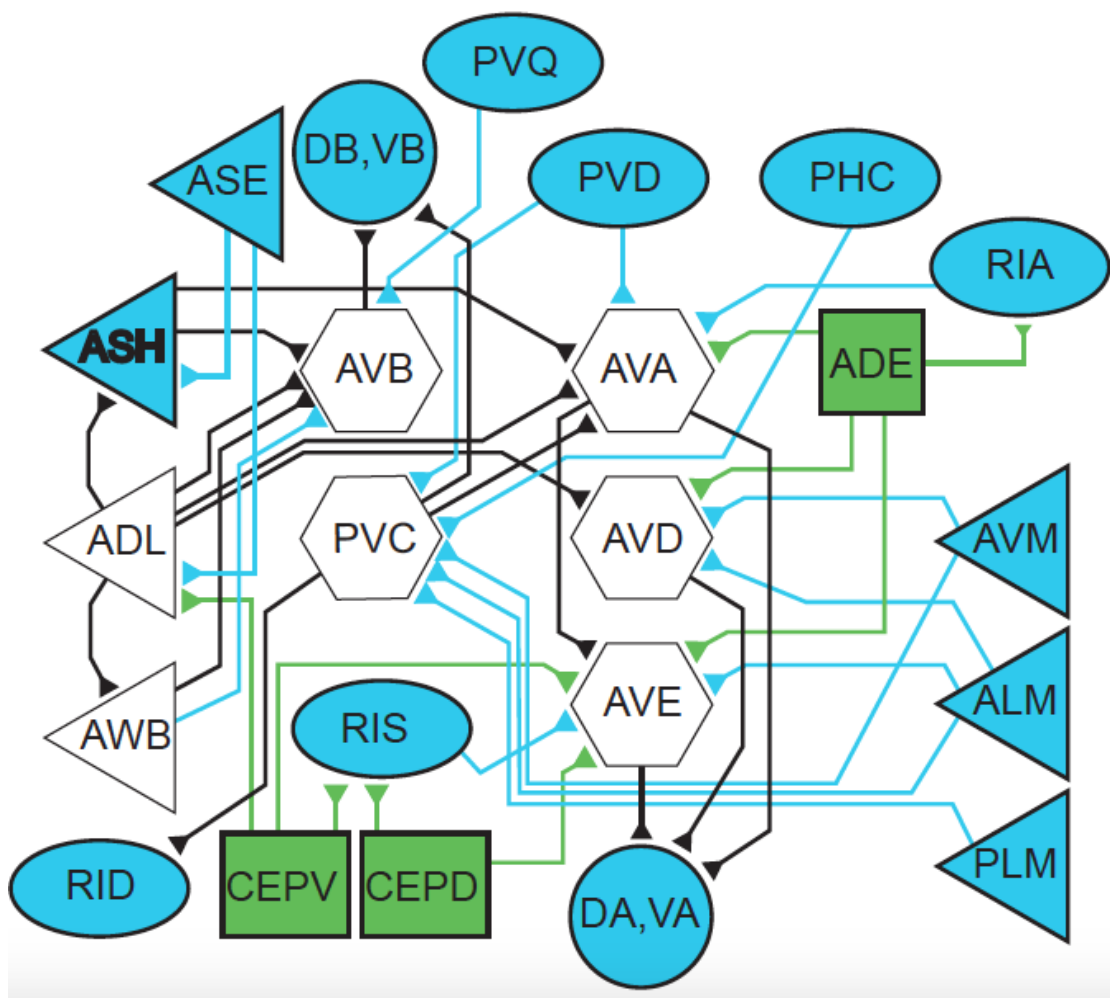 PVQ
DB,VB
ASE
PVD
PHC
RIA
ASH
AVB
AVA
ADE
ADL
PVC
AVD
AVM
AWB
RIS
AVE
ALM
RID
CEPV
CEPD
DA,VA
PLM